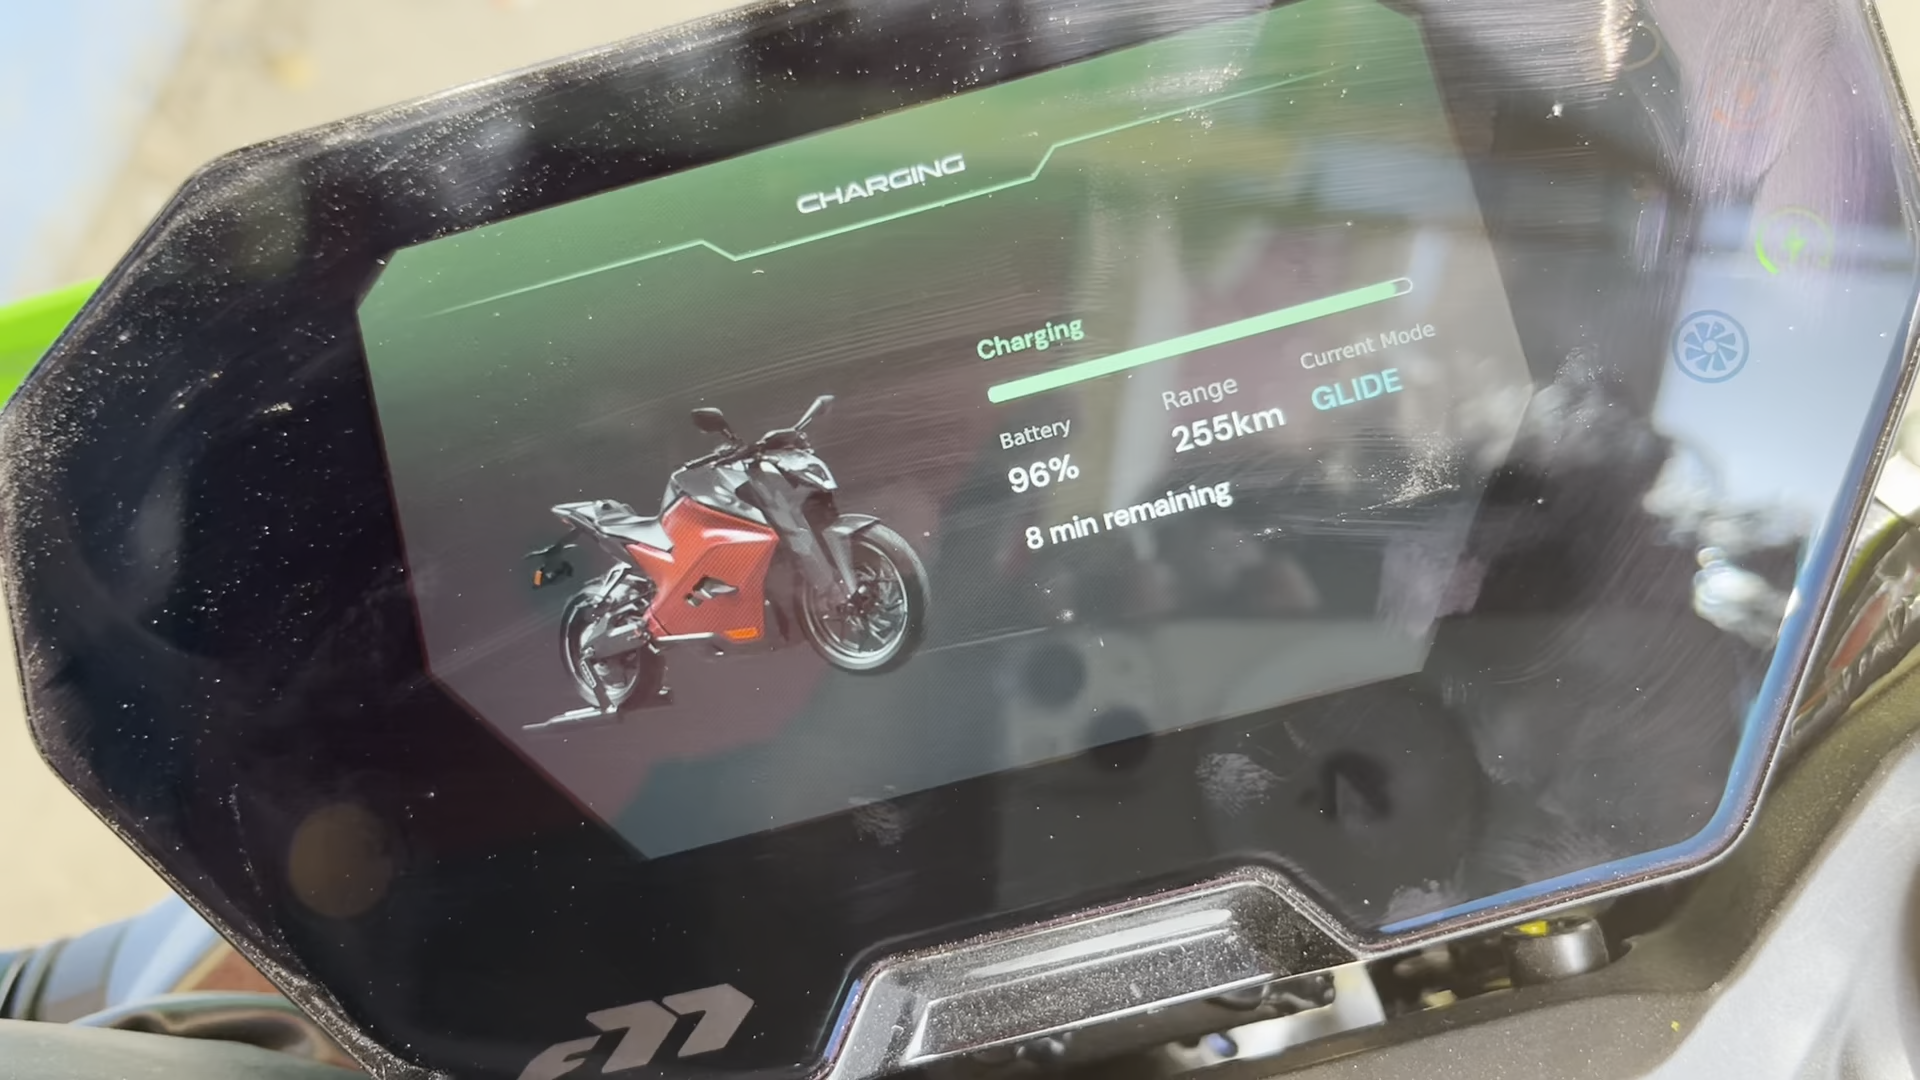 CHARGING
Charging
Battery
96%
Range
255km
Current Mode
GLIDE
8 min remaining